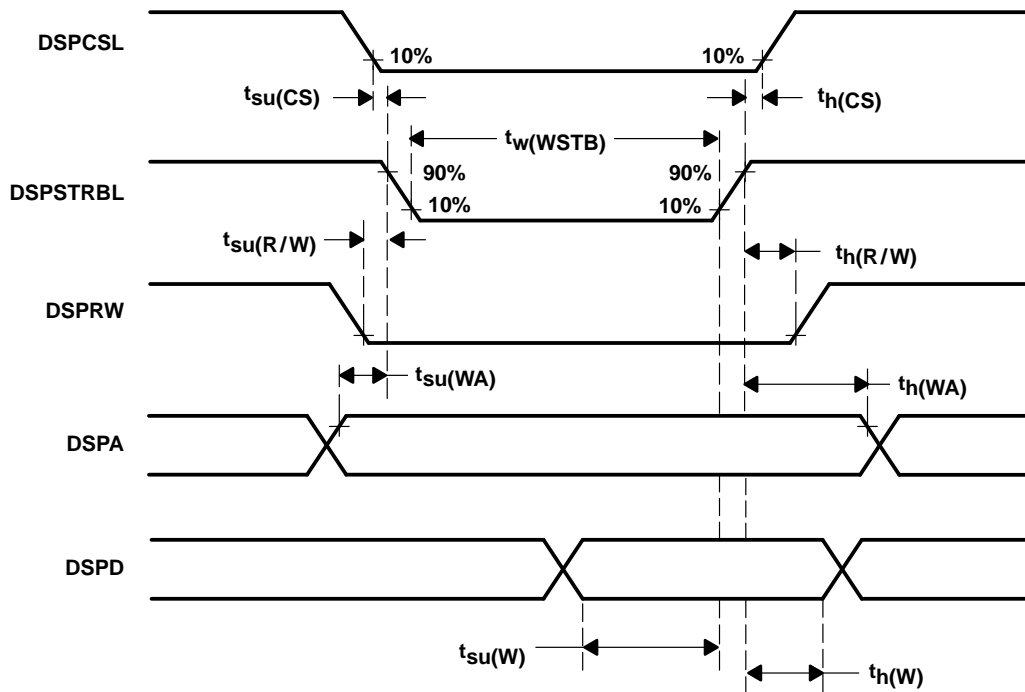 DSPCSL
10%
10%
tsu(CS)
th(CS)
tw(WSTB)
DSPSTRBL
90%
90%
10%
10%
tsu(R/W)
th(R/W)
DSPRW
tsu(WA)
th(WA)
DSPA
DSPD
tsu(W)
th(W)